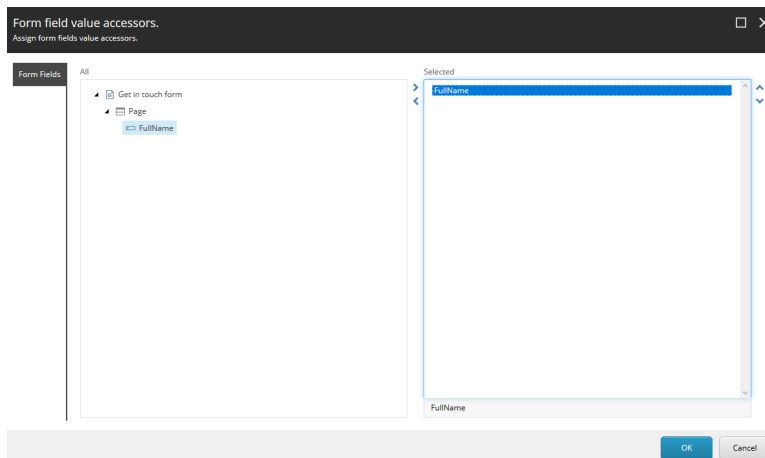 Form field value accessors.
Assign form fields value accessors.
Form Fields
All
Get in touch form
Page
FullName
Selected
FullName
FullName
OK
Cancel